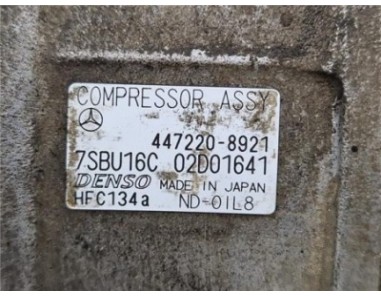 COMPRESSOR ASSY
447220-8921
7SBU16C 02D01641
DENSO MADE IN JAPAN
HFC134a ND-OIL8